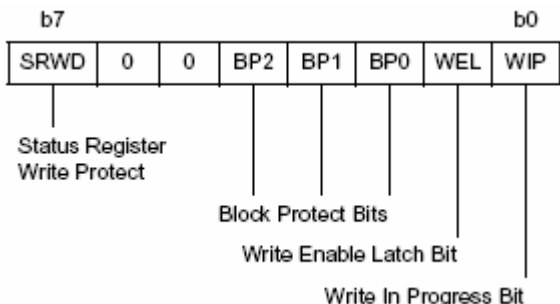 b7 b0
SRWD 0 0 BP2 BP1 BP0 WEL WIP
Status Register
Write Protect
Block Protect Bits
Write Enable Latch Bit
Write In Progress Bit